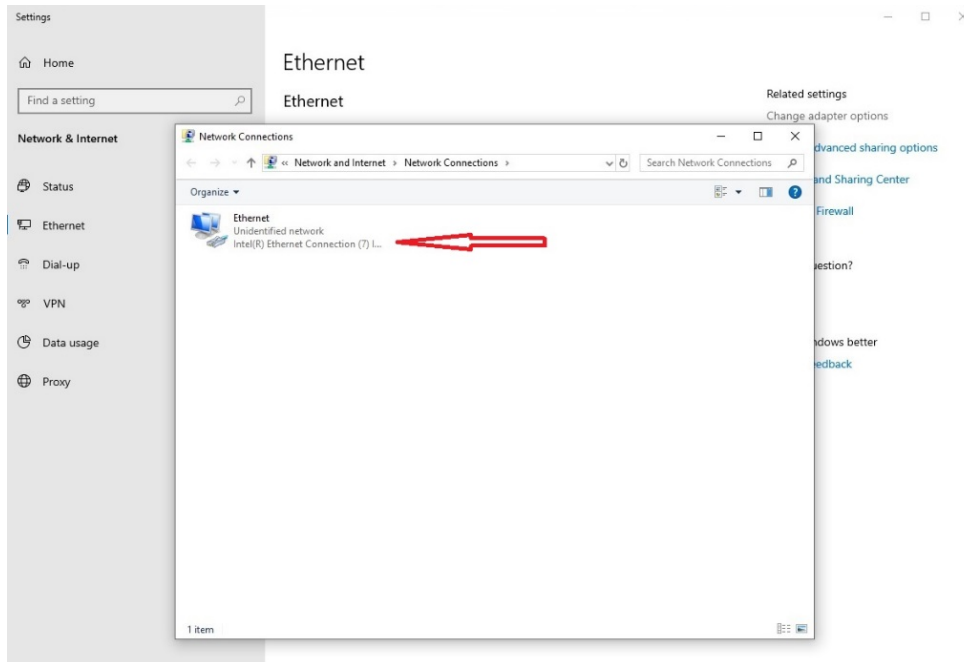 Settings
Home
Find a setting
Network & Internet
Status
Ethernet
Dial-up
VPN
Data usage
Proxy
Ethernet
Ethernet
Related settings
Change adapter options
dvanced sharing options
and Sharing Center
Firewall
uestion?
ndows better
edback
Network Connections
« Network and Internet › Network Connections ›
Search Network Connections
Organize
Ethernet
Unidentified network
Intel(R) Ethernet Connection (7) I...
1 item